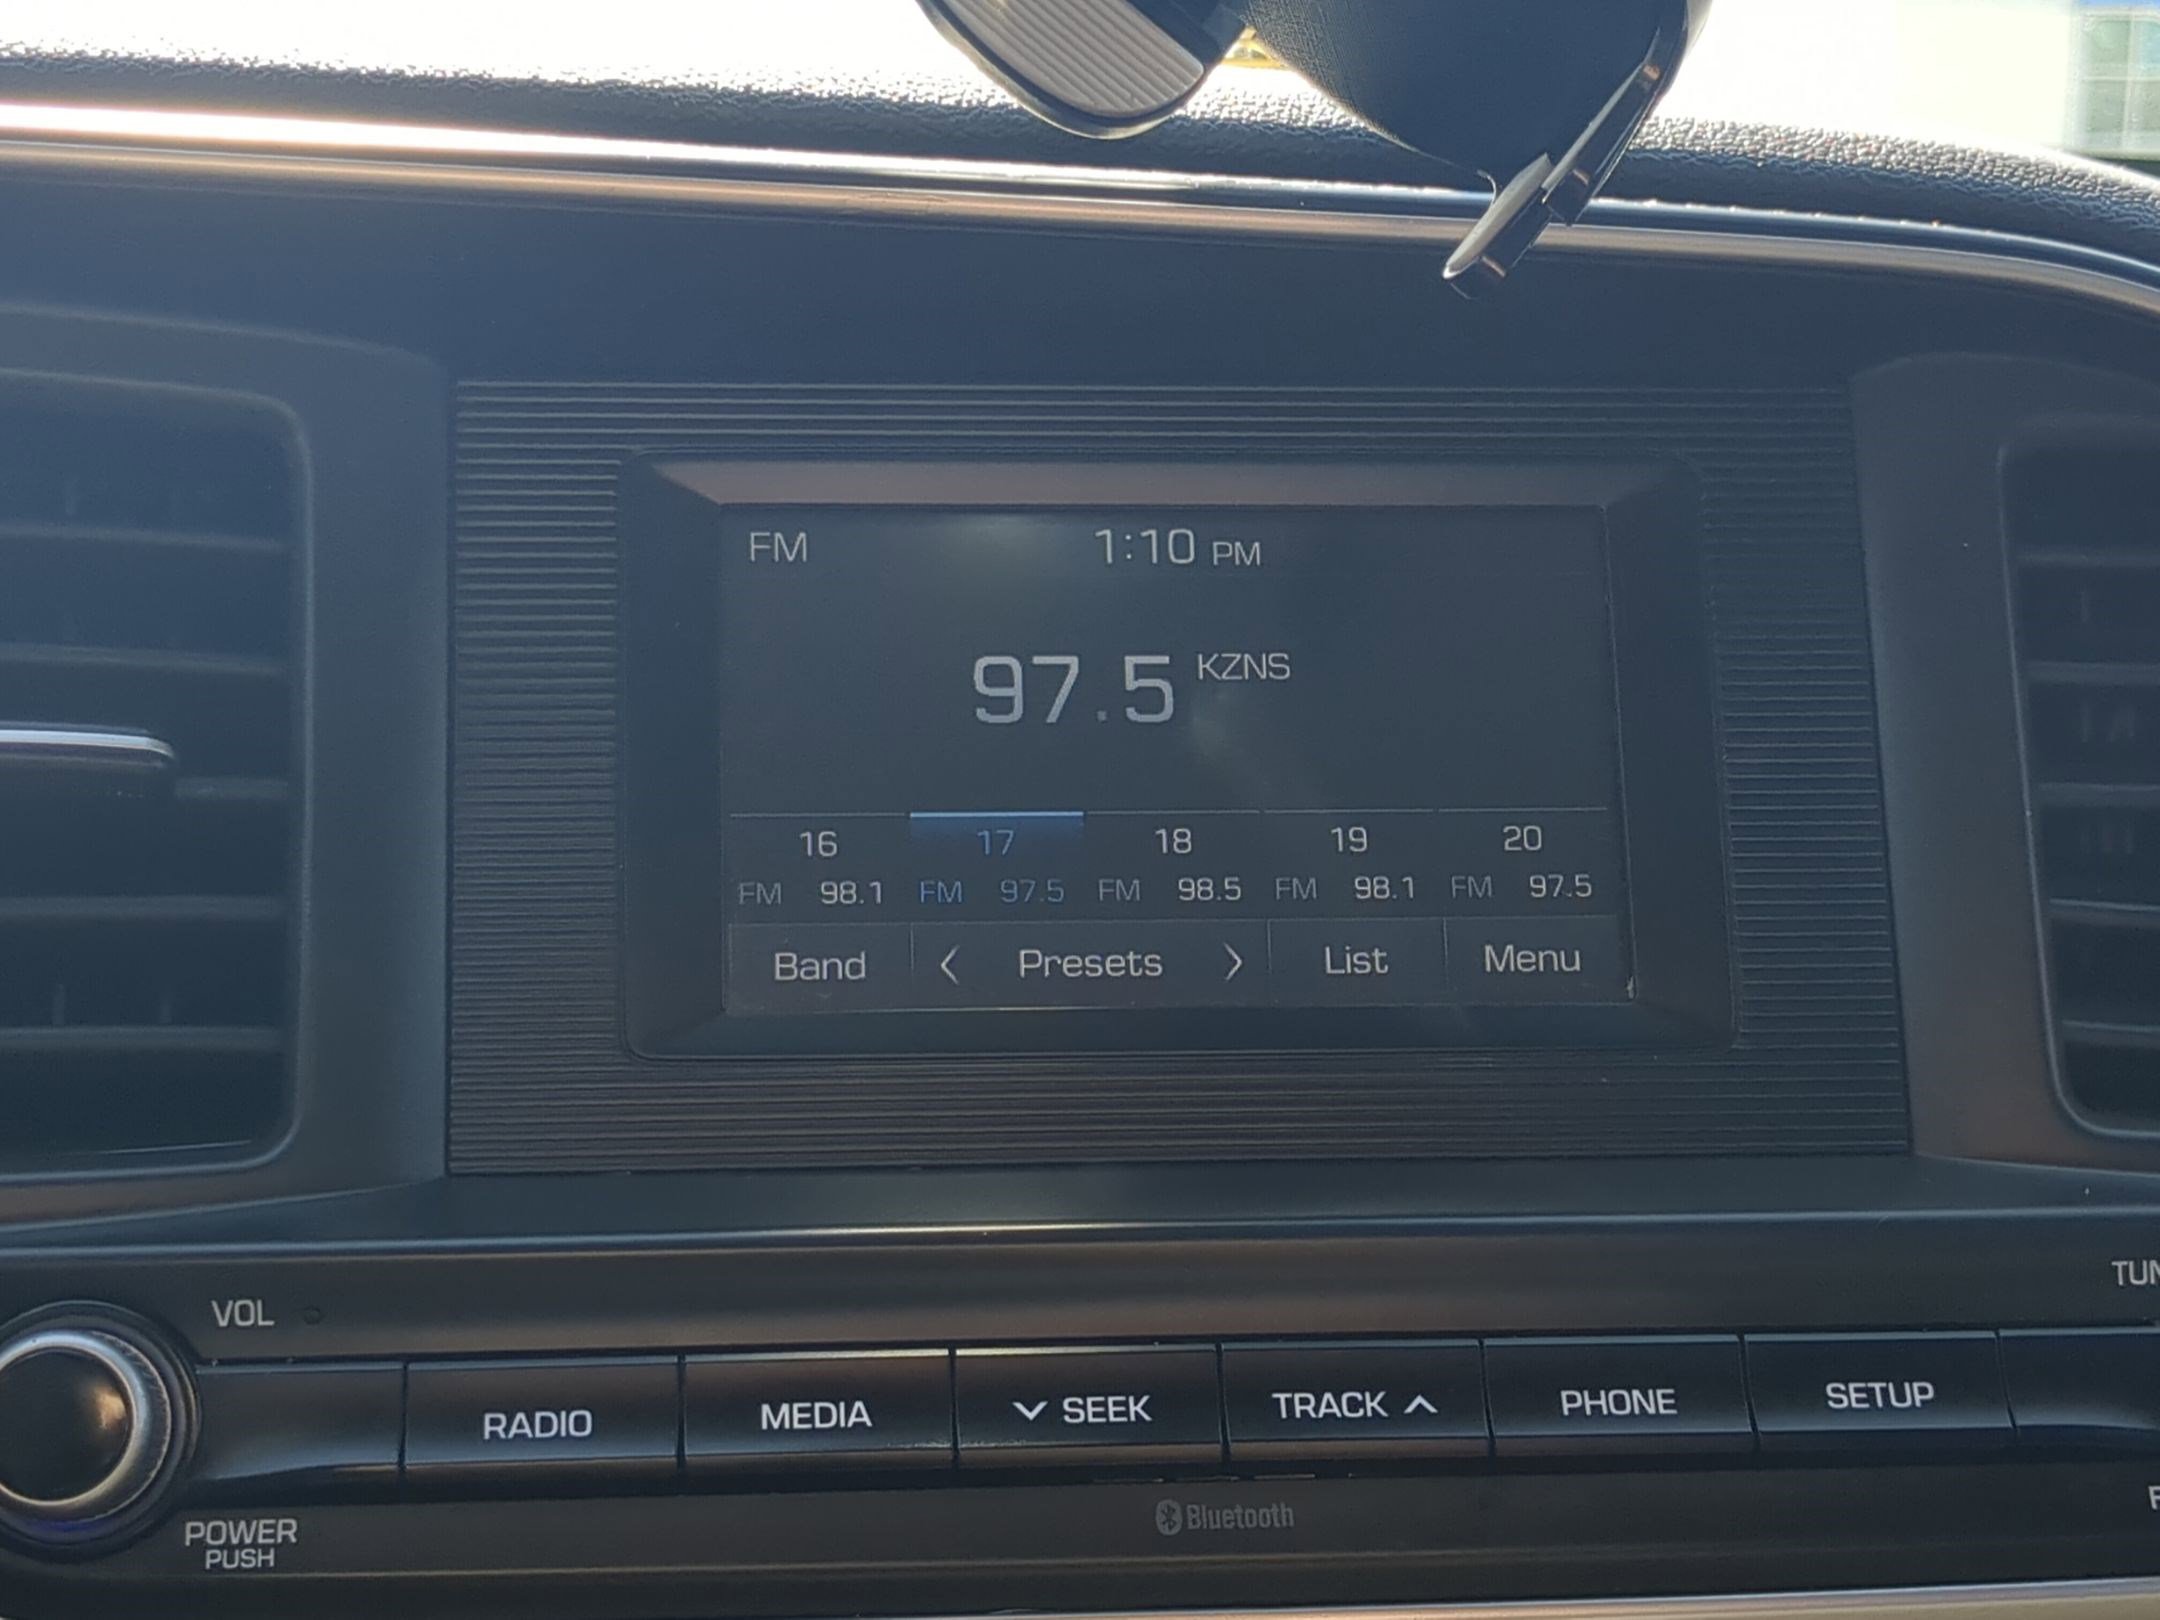 FM 1:10 PM
97.5 KZNS
16 17 18 19 20
FM 98.1 FM 97.5 FM 98.5 FM 98.1 FM 97.5
Band < Presets > List Menu
VOL TUN
RADIO MEDIA SEEK TRACK PHONE SETUP
Bluetooth
POWER
PUSH